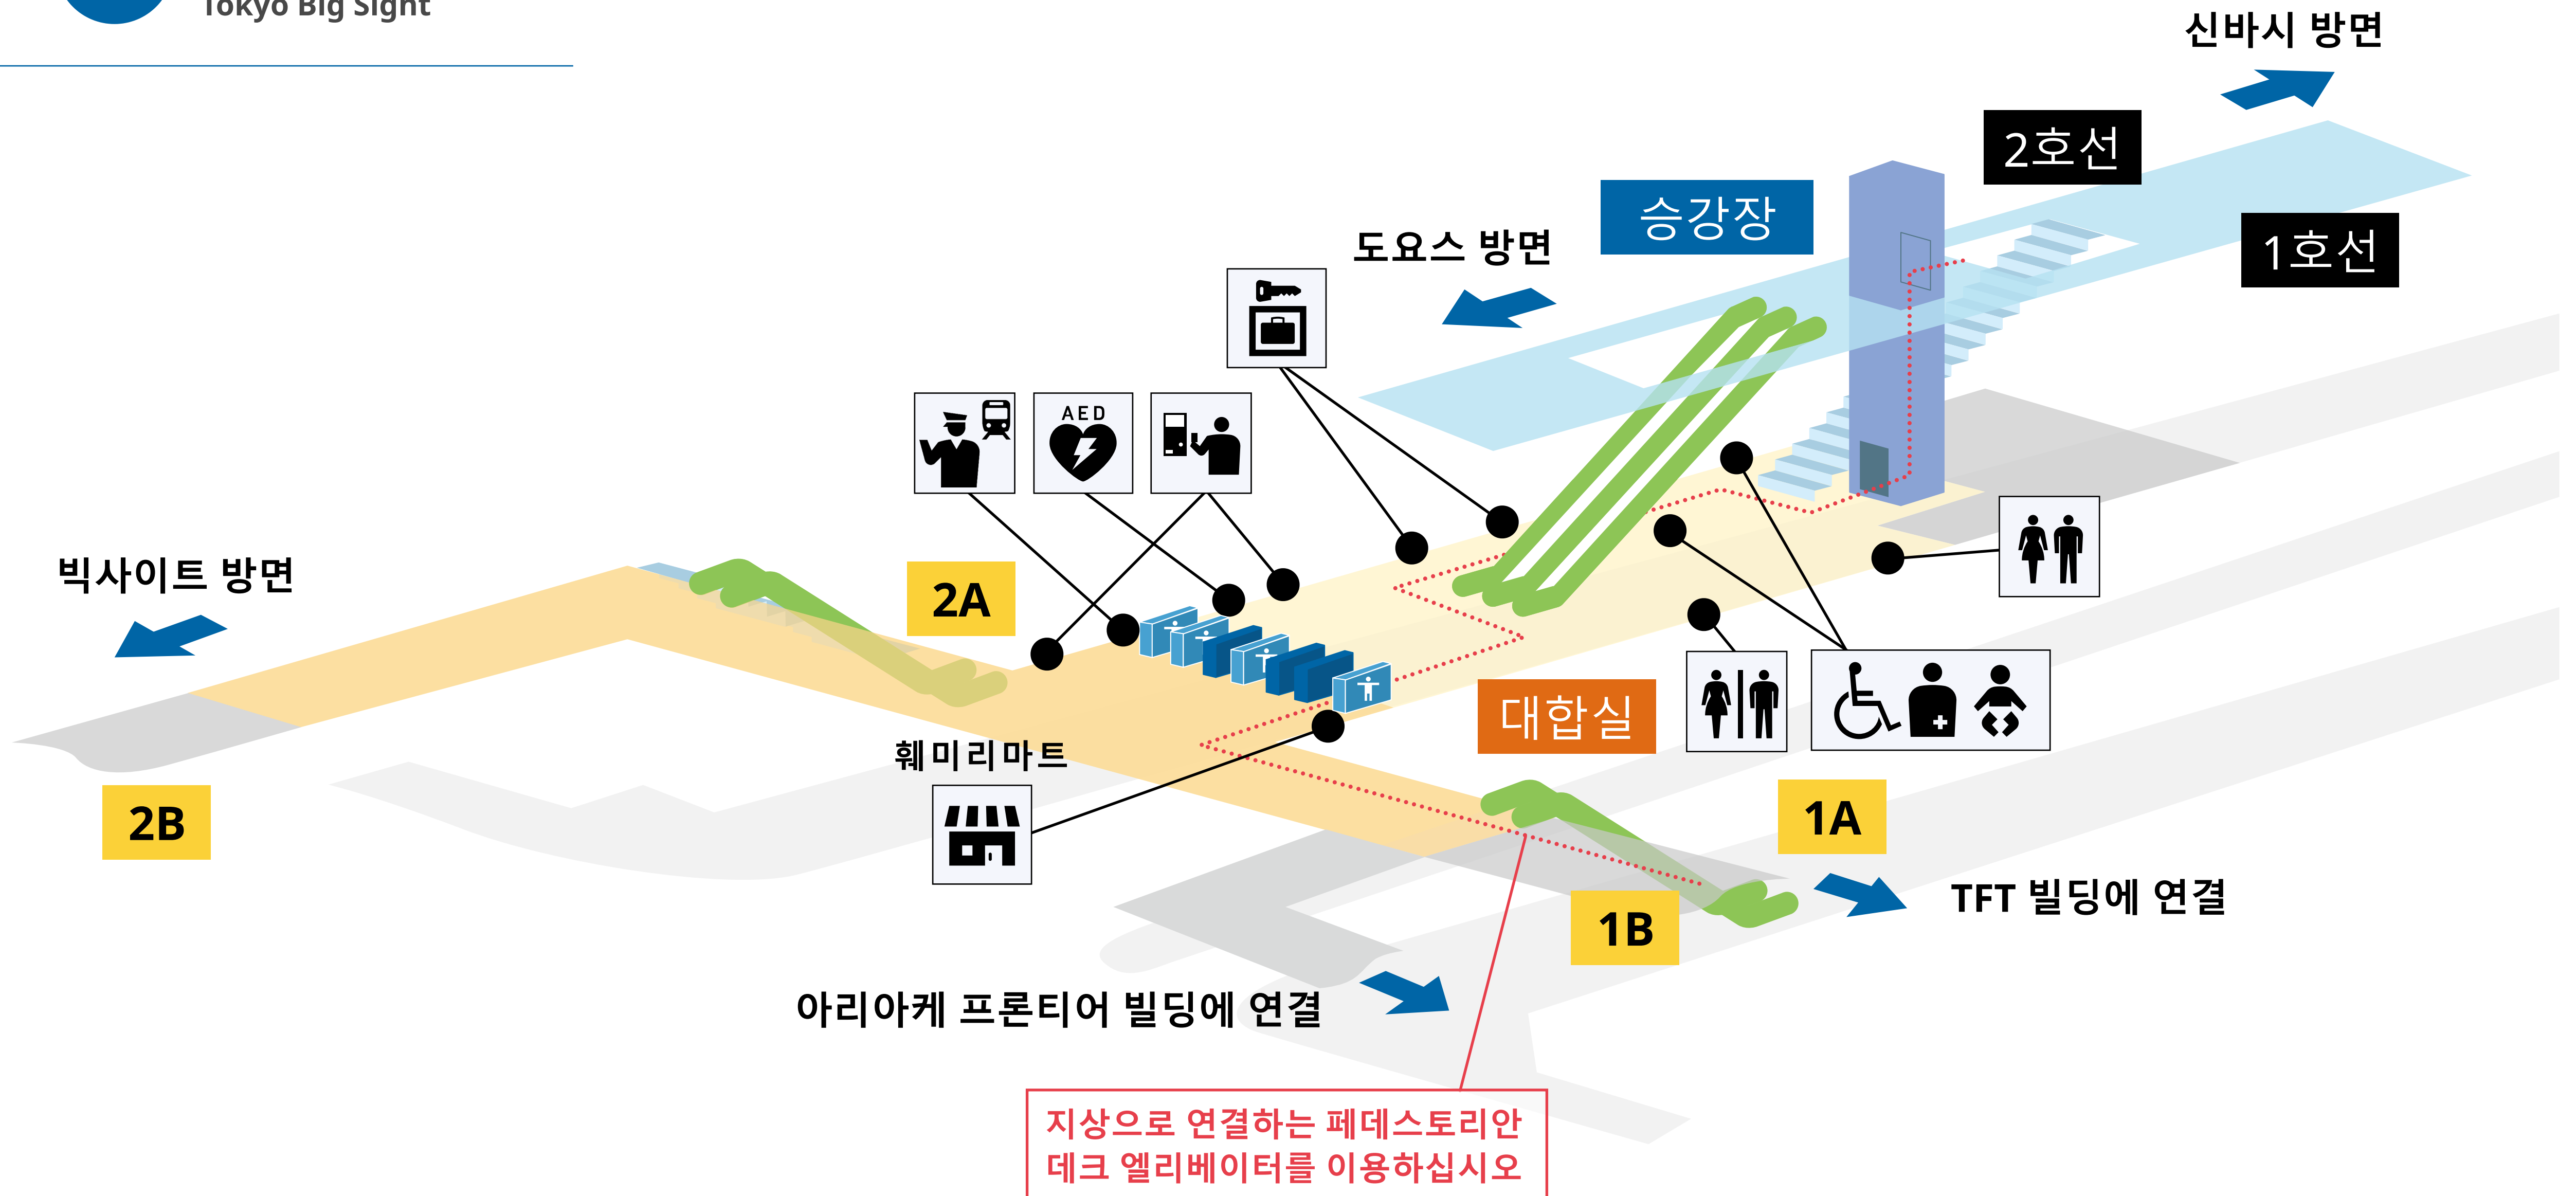 Tokyo Big Sight
신바시 방면
2호선
승강장
1호선
도요스 방면
AED
빅사이트 방면
2A
대합실
훼미리마트
2B
1A
TFT 빌딩에 연결
1B
아리아케 프론티어 빌딩에 연결
지상으로 연결하는 페데스토리안
데크 엘리베이터를 이용하십시오